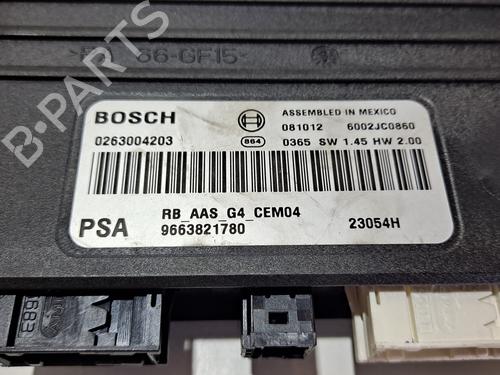 66-GF15
BOSCH
ASSEMBLED IN MEXICO
081012 6002JC0860
0263004203
864
0365 SW 1.45 HW 2.00
PSA
RB_AAS_G4_CEM04
9663821780
23054H
B-PARTS